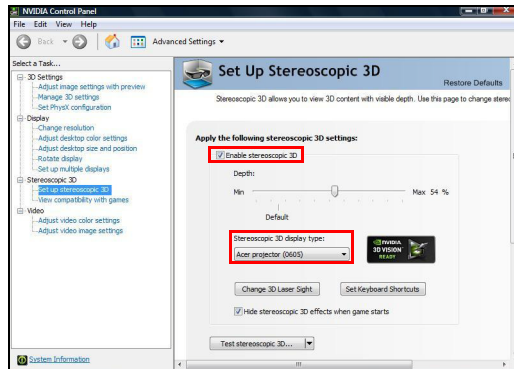 NVIDIA Control Panel
File Edit View Help
Back Advanced Settings
Select a Task...
3D Settings
Adjust image settings with preview
Manage 3D settings
Set PhysX configuration
Display
Change resolution
Adjust desktop color settings
Adjust desktop size and position
Rotate display
Set up multiple displays
Stereoscopic 3D
Set up stereoscopic 3D
View compatibility with games
Video
Adjust video color settings
Adjust video image settings
System Information
Set Up Stereoscopic 3D
Restore Defaults
Stereoscopic 3D allows you to view 3D content with visible depth. Use this page to change stereo
Apply the following stereoscopic 3D settings:
Enable stereoscopic 3D
Depth:
Min Max 54 %
Default
Stereoscopic 3D display type:
Acer projector (0605)
NVIDIA
3D VISION
READY
Change 3D Laser Sight Set Keyboard Shortcuts
Hide stereoscopic 3D effects when game starts
Test stereoscopic 3D...